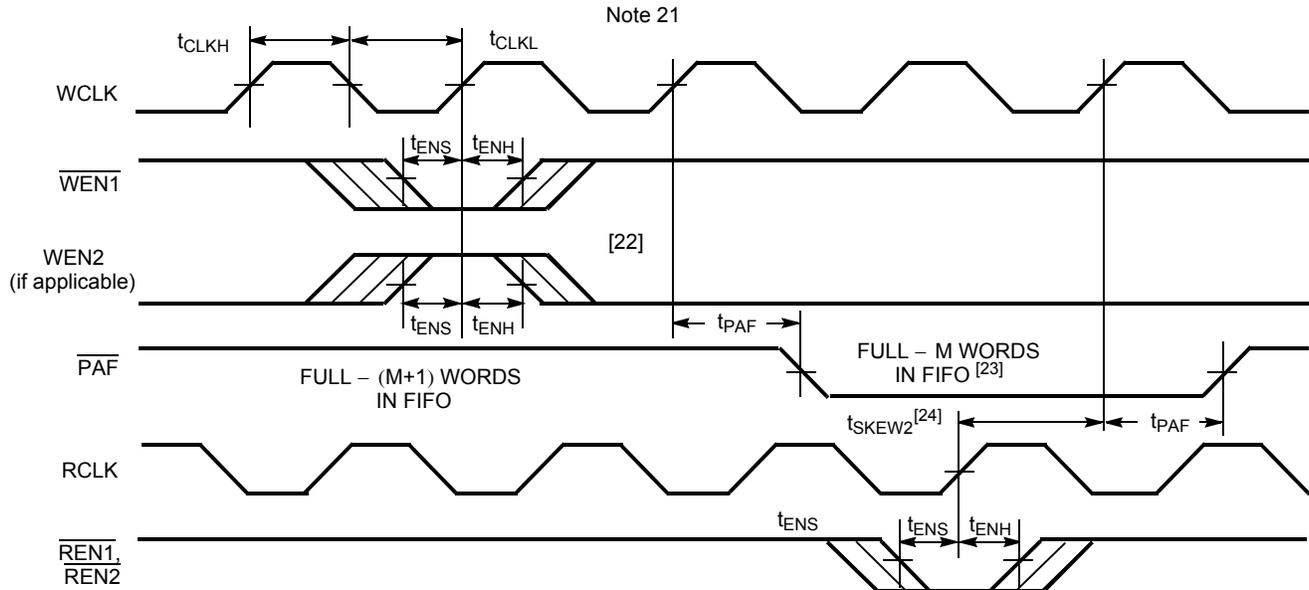 Note 21
tCLKH
tCLKL
WCLK
tENS
tENH
WEN1
[22]
WEN2
(if applicable)
tENS
tENH
tPAF
PAF
FULL – (M+1) WORDS
IN FIFO
FULL – M WORDS
IN FIFO [23]
tSKEW2[24]
tPAF
RCLK
tENS
tENS
tENH
REN1,
REN2